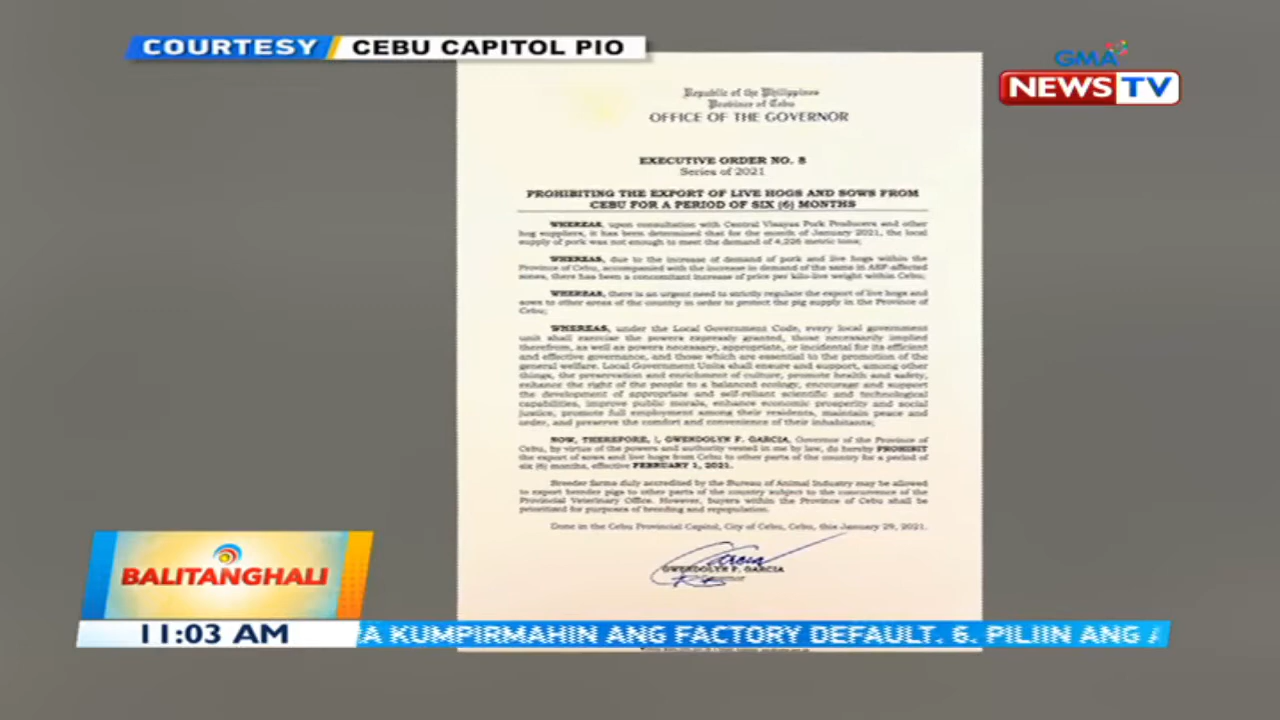 COURTESY CEBU CAPITOL PIO
GMA
NEWS TV
Republic of the Philippines
Province of Cebu
OFFICE OF THE GOVERNOR
EXECUTIVE ORDER NO. 8
Series of 2021
PROHIBITING THE EXPORT OF LIVE HOGS AND SOWS FROM
CEBU FOR A PERIOD OF SIX (6) MONTHS
WHEREAS, upon consultation with Central Visayas Pork Producers and other
hog suppliers, it has been determined that for the month of January 2021, the local
supply of pork was not enough to meet the demand of 4,226 metric tons;
WHEREAS, due to the increase of demand of pork and live hogs within the
Province of Cebu, accompanied with the increase in demand of the same in ASF-affected
zones, there has been a concomitant increase of price per kilo-live weight within Cebu;
WHEREAS, there is an urgent need to strictly regulate the export of live hogs and
sows to other areas of the country in order to protect the pig supply in the Province of
Cebu;
WHEREAS, under the Local Government Code, every local government
unit shall exercise the powers expressly granted, those necessarily implied
therefrom, as well as powers necessary, appropriate, or incidental for its efficient
and effective governance, and those which are essential to the promotion of the
general welfare. Local Government Units shall ensure and support, among other
things, the preservation and enrichment of culture, promote health and safety,
enhance the right of the people to a balanced ecology, encourage and support
the development of appropriate and self-reliant scientific and technological
capabilities, improve public morals, enhance economic prosperity and social
justice, promote full employment among their residents, maintain peace and
order, and preserve the comfort and convenience of their inhabitants;
NOW, THEREFORE, I, GWENDOLYN F. GARCIA, Governor of the Province of
Cebu, by virtue of the powers and authority vested in me by law, do hereby PROHIBIT
the export of sows and live hogs from Cebu to other parts of the country for a period of
six (6) months, effective FEBRUARY 1, 2021.
Breeder farms duly accredited by the Bureau of Animal Industry may be allowed
to export breeder pigs to other parts of the country subject to the concurrence of the
Provincial Veterinary Office. However, buyers within the Province of Cebu shall be
prioritized for purposes of breeding and repopulation.
Done in the Cebu Provincial Capitol, City of Cebu, Cebu, this January 29, 2021.
Garcia
GWENDOLYN F. GARCIA
Governor
BALITANGHALI
11:03 AM
KUMPIRMAHIN ANG FACTORY DEFAULT. 6. PILIIN ANG